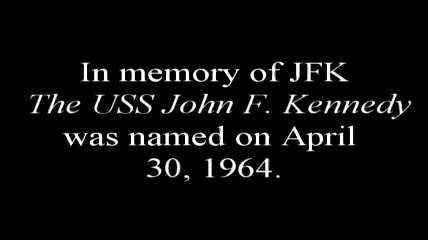 In memory of JFK
The USS John F. Kennedy
was named on April
30, 1964.